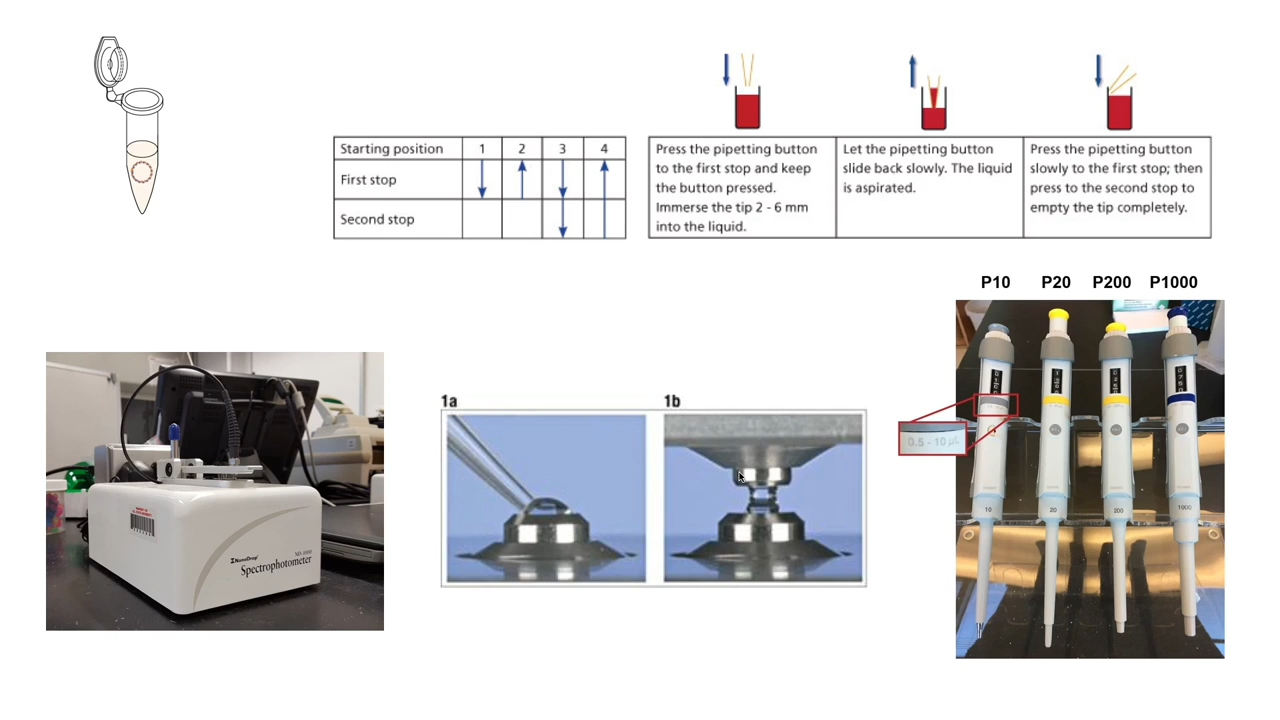 Starting position 1 2 3 4
First stop
Second stop
Press the pipetting button
to the first stop and keep
the button pressed.
Immerse the tip 2 - 6 mm
into the liquid.
Let the pipetting button
slide back slowly. The liquid
is aspirated.
Press the pipetting button
slowly to the first stop; then
press to the second stop to
empty the tip completely.
P10 P20 P200 P1000
0.5 - 10 µL
10 20 200 1000
NanoDrop
ND-1000
Spectrophotometer
1a 1b